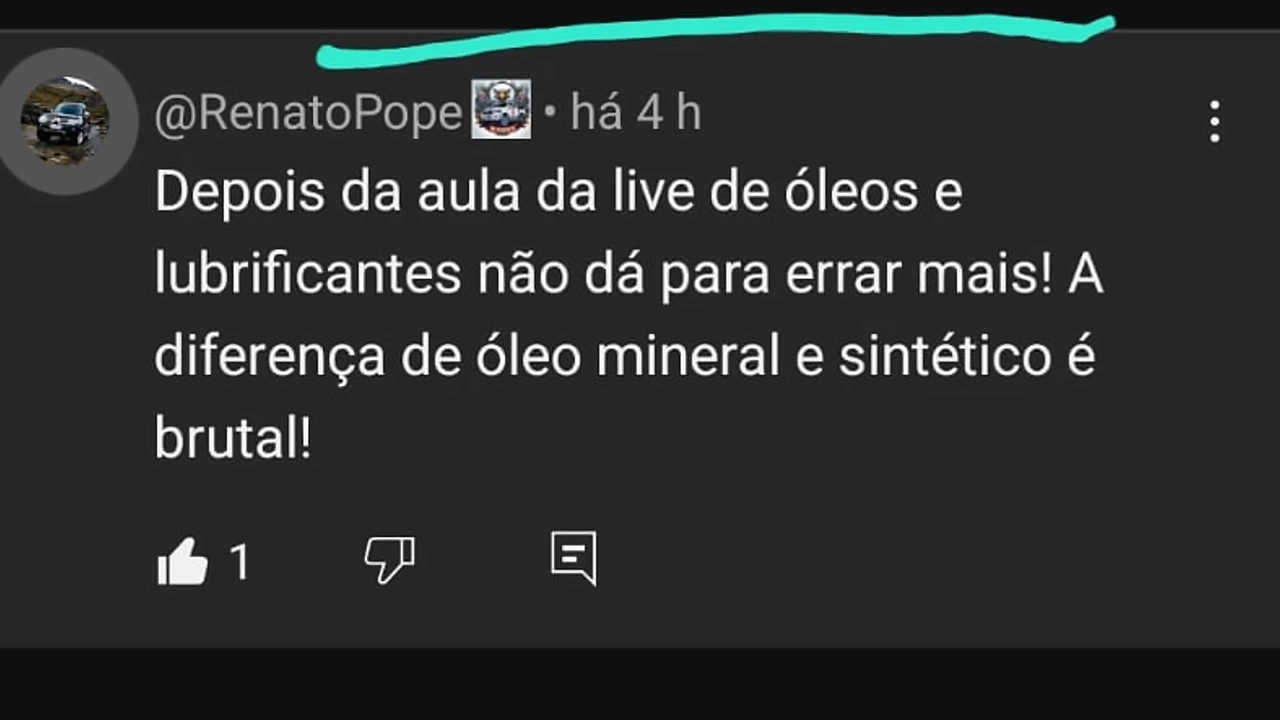 @RenatoPope • há 4 h
Depois da aula da live de óleos e
lubrificantes não dá para errar mais! A
diferença de óleo mineral e sintético é
brutal!
1